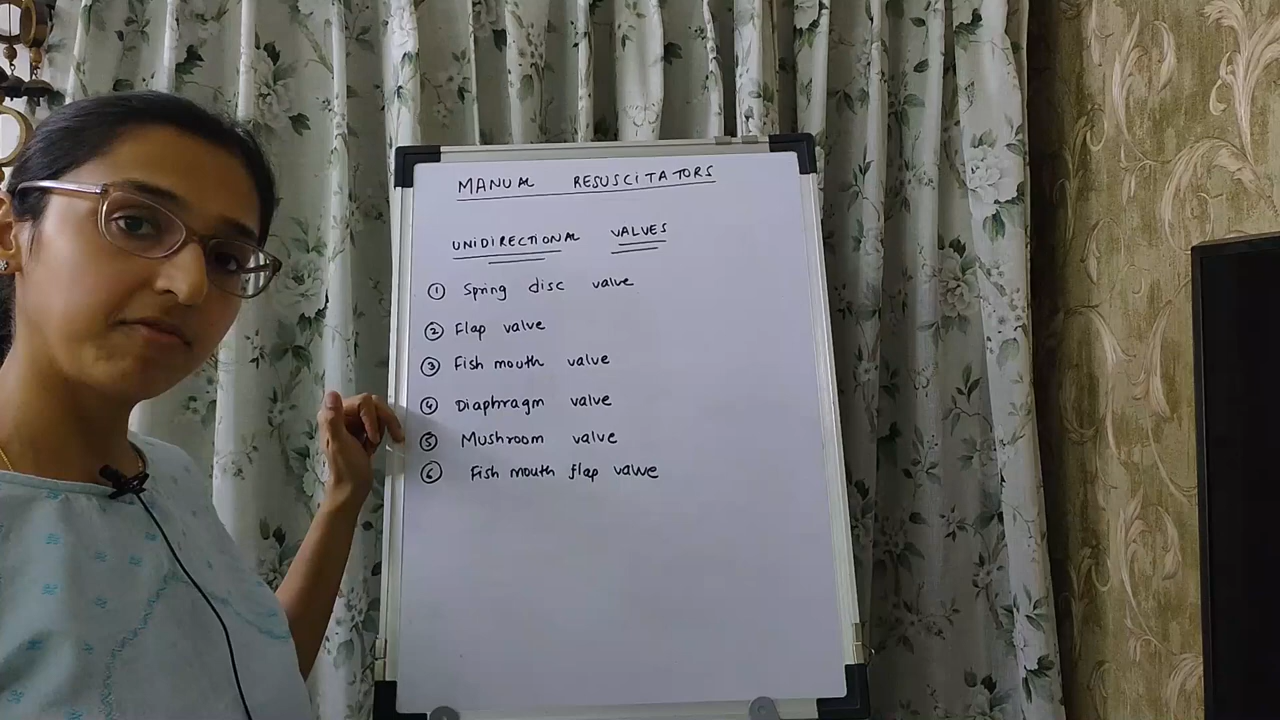 MANUAL RESUSCITATORS
UNIDIRECTIONAL VALVES
① Spring disc valve
② Flap valve
③ Fish mouth valve
④ Diaphragm valve
⑤ Mushroom valve
⑥ Fish mouth flap valve